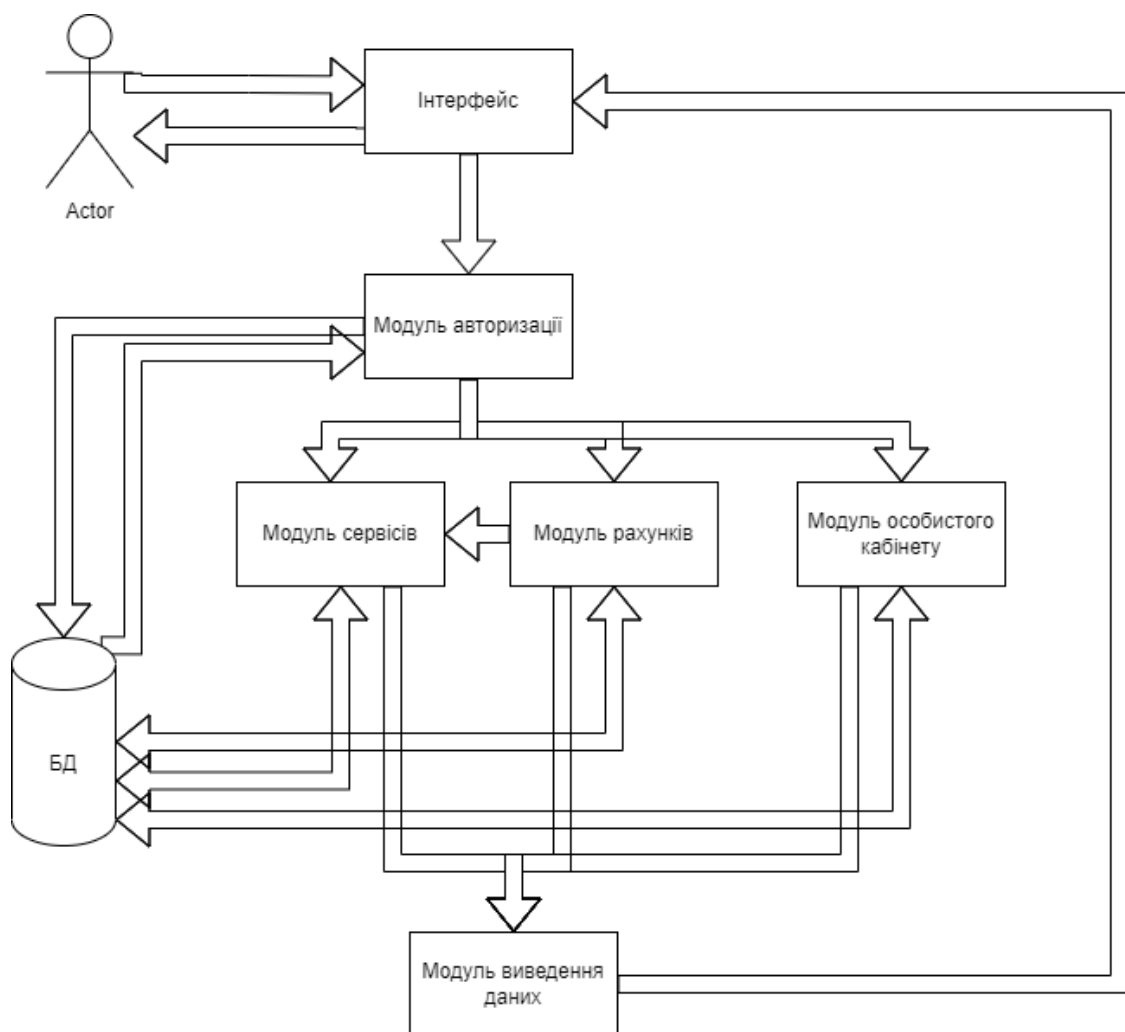 Інтерфейс
Actor
Модуль авторизації
Модуль сервісів
Модуль рахунків
Модуль особистого
кабінету
БД
Модуль виведення
даних